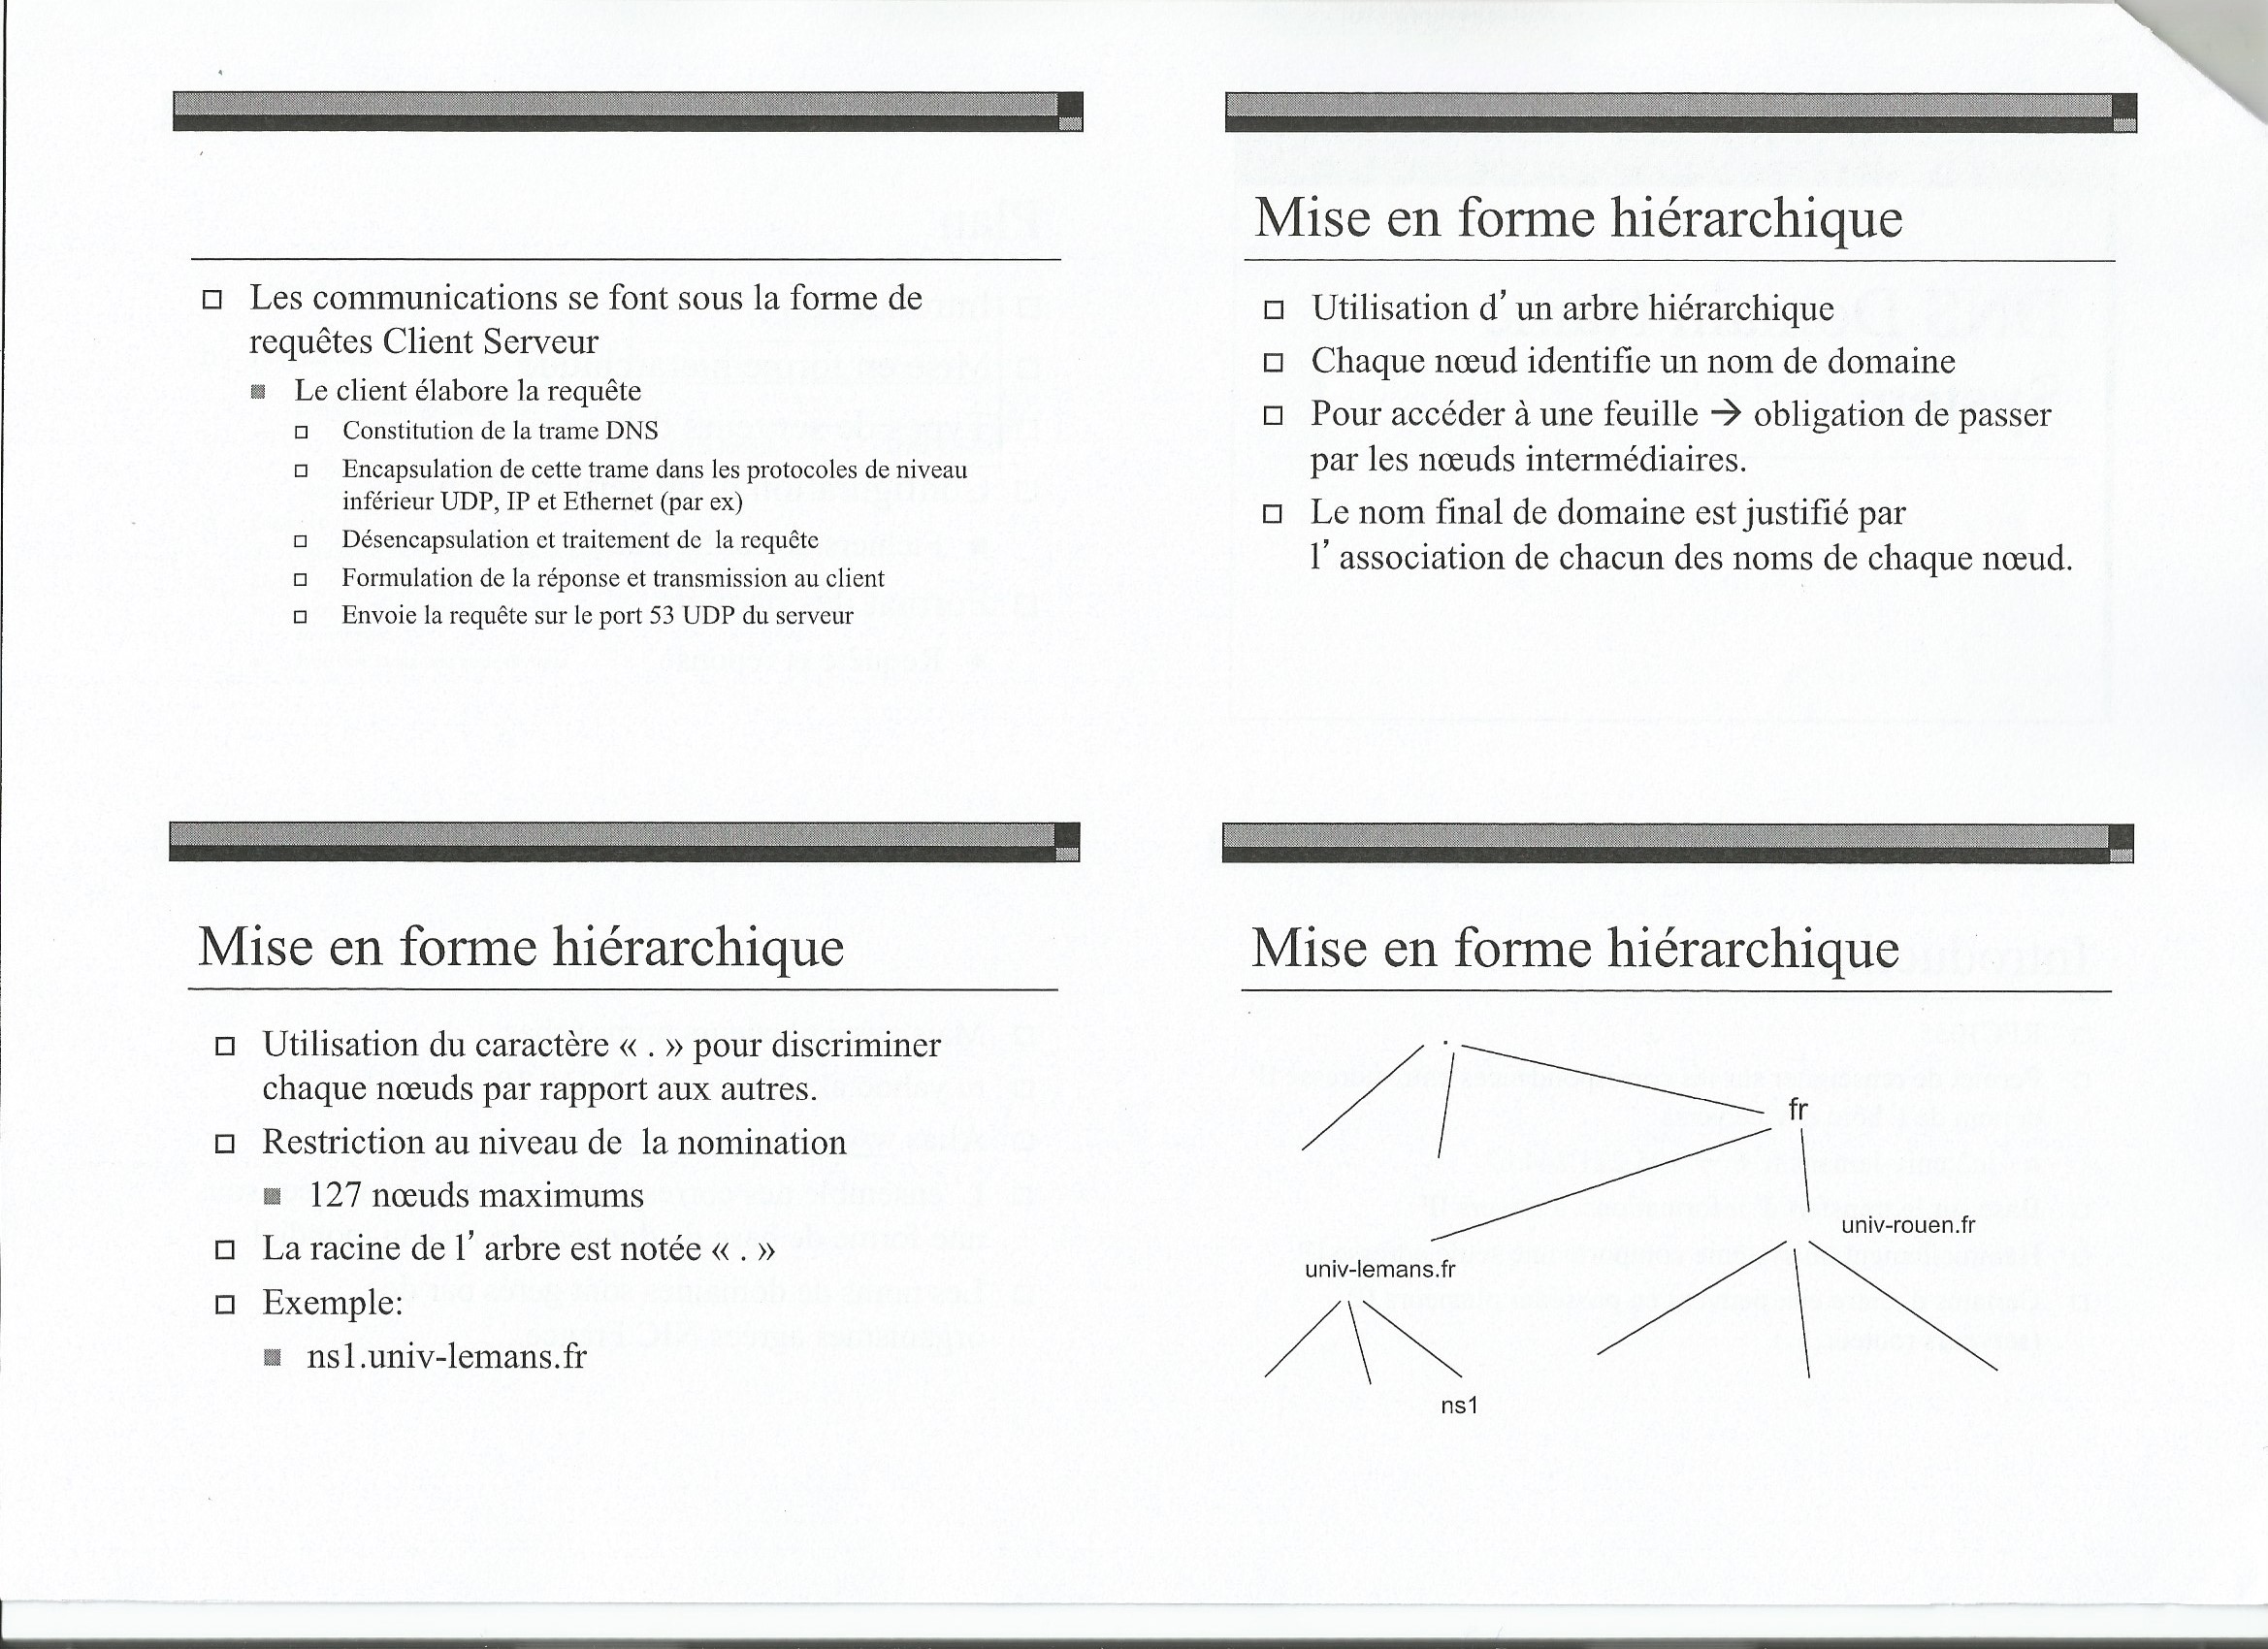 Les communications se font sous la forme de
requêtes Client Serveur
Le client élabore la requête
Constitution de la trame DNS
Encapsulation de cette trame dans les protocoles de niveau
inférieur UDP, IP et Ethernet (par ex)
Désencapsulation et traitement de la requête
Formulation de la réponse et transmission au client
Envoie la requête sur le port 53 UDP du serveur
Mise en forme hiérarchique
Utilisation d’ un arbre hiérarchique
Chaque nœud identifie un nom de domaine
Pour accéder à une feuille → obligation de passer
par les nœuds intermédiaires.
Le nom final de domaine est justifié par
l’ association de chacun des noms de chaque nœud.
Mise en forme hiérarchique
Utilisation du caractère « . » pour discriminer
chaque nœuds par rapport aux autres.
Restriction au niveau de la nomination
127 nœuds maximums
La racine de l’ arbre est notée « . »
Exemple:
ns1.univ-lemans.fr
Mise en forme hiérarchique
.
fr
univ-rouen.fr
univ-lemans.fr
ns1